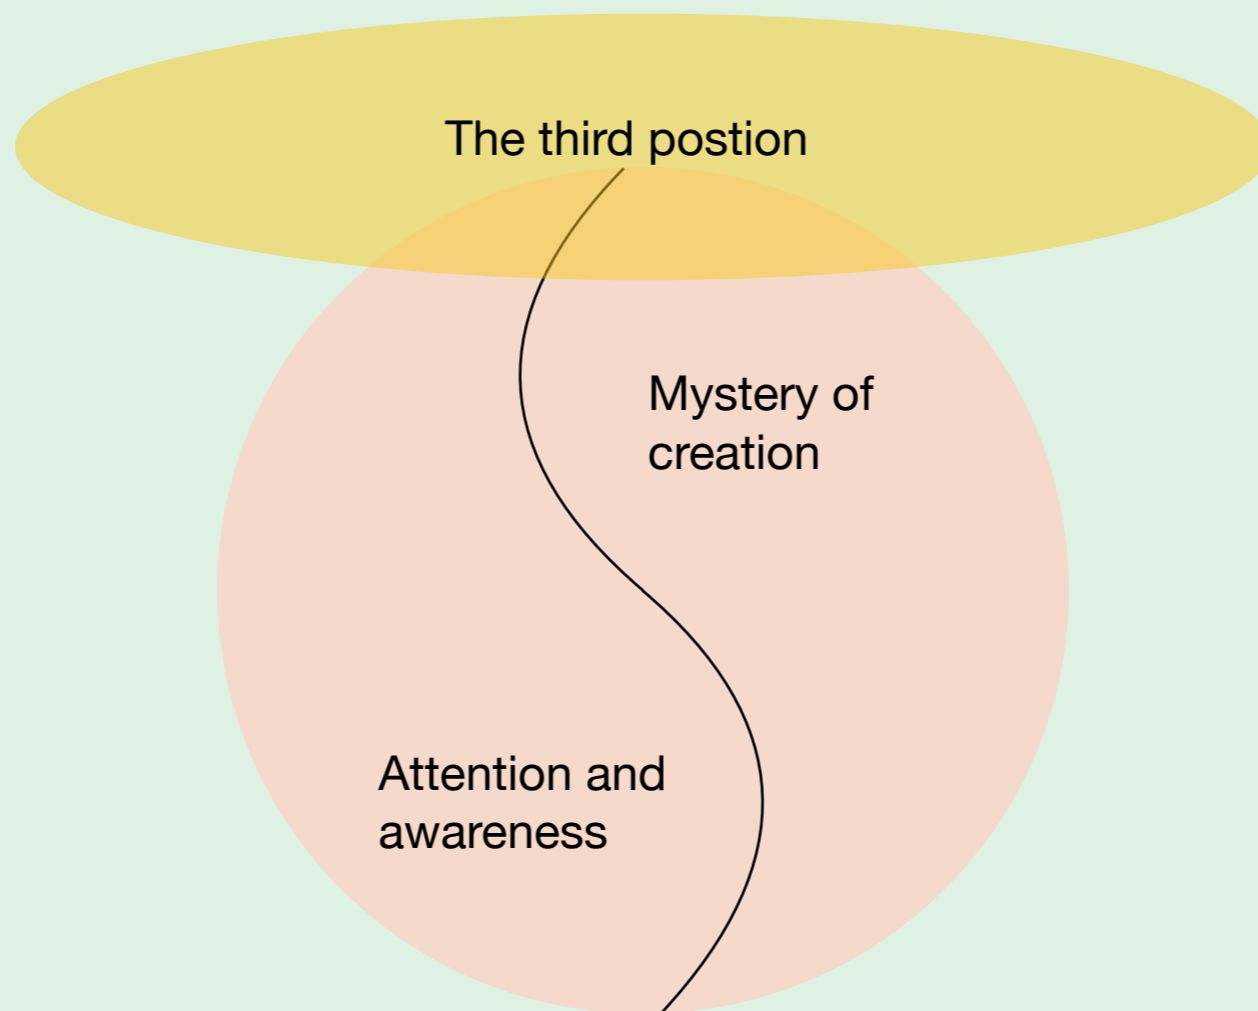 The third postion
Mystery of
creation
Attention and
awareness